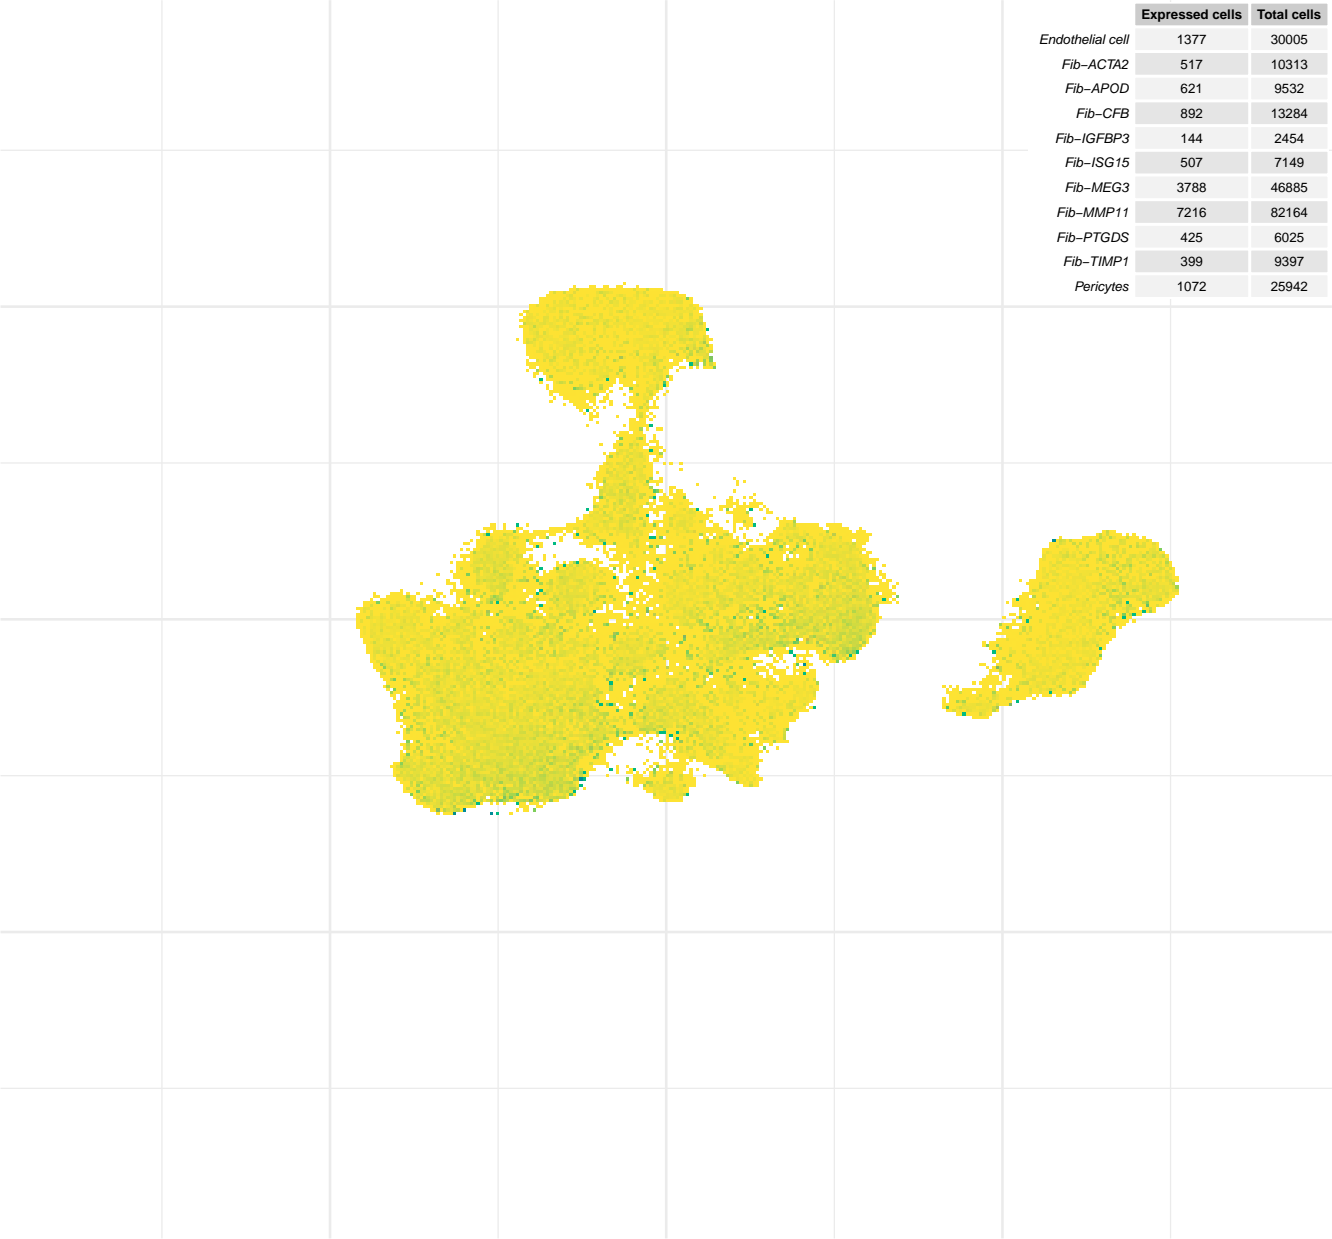 Expressed cells Total cells
Endothelial cell 1377 30005
Fib−ACTA2 517 10313
Fib−APOD 621 9532
Fib−CFB 892 13284
Fib−IGFBP3 144 2454
Fib−ISG15 507 7149
Fib−MEG3 3788 46885
Fib−MMP11 7216 82164
Fib−PTGDS 425 6025
Fib−TIMP1 399 9397
Pericytes 1072 25942